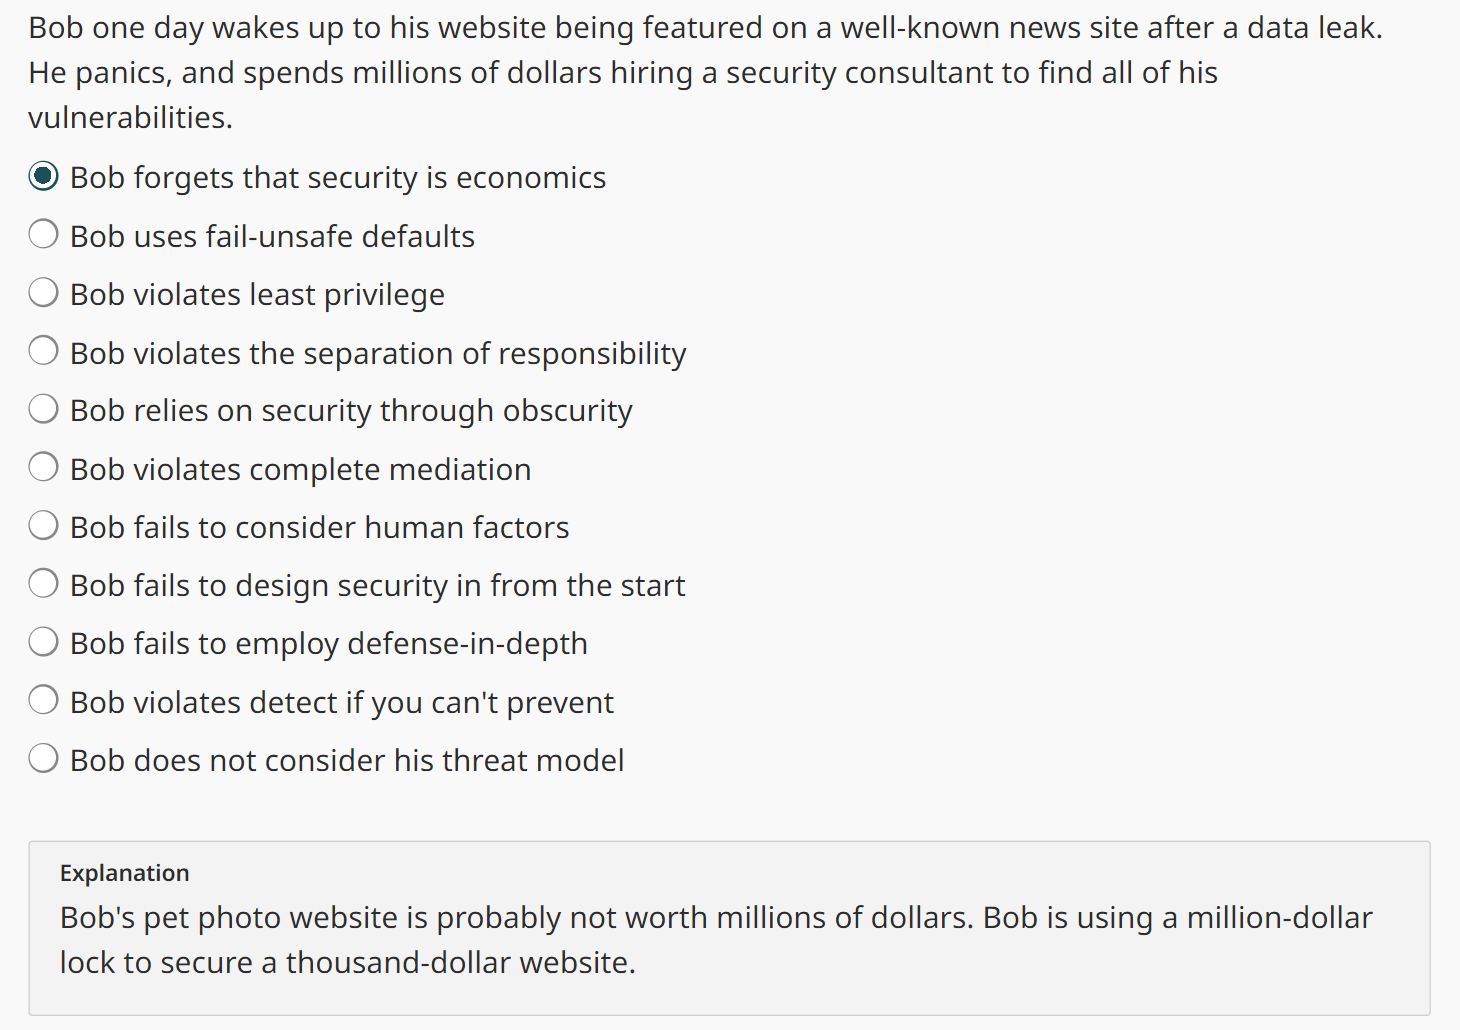 Bob one day wakes up to his website being featured on a well-known news site after a data leak.
He panics, and spends millions of dollars hiring a security consultant to find all of his
vulnerabilities.
Bob forgets that security is economics
Bob uses fail-unsafe defaults
Bob violates least privilege
Bob violates the separation of responsibility
Bob relies on security through obscurity
Bob violates complete mediation
Bob fails to consider human factors
Bob fails to design security in from the start
Bob fails to employ defense-in-depth
Bob violates detect if you can't prevent
Bob does not consider his threat model
Explanation
Bob's pet photo website is probably not worth millions of dollars. Bob is using a million-dollar
lock to secure a thousand-dollar website.